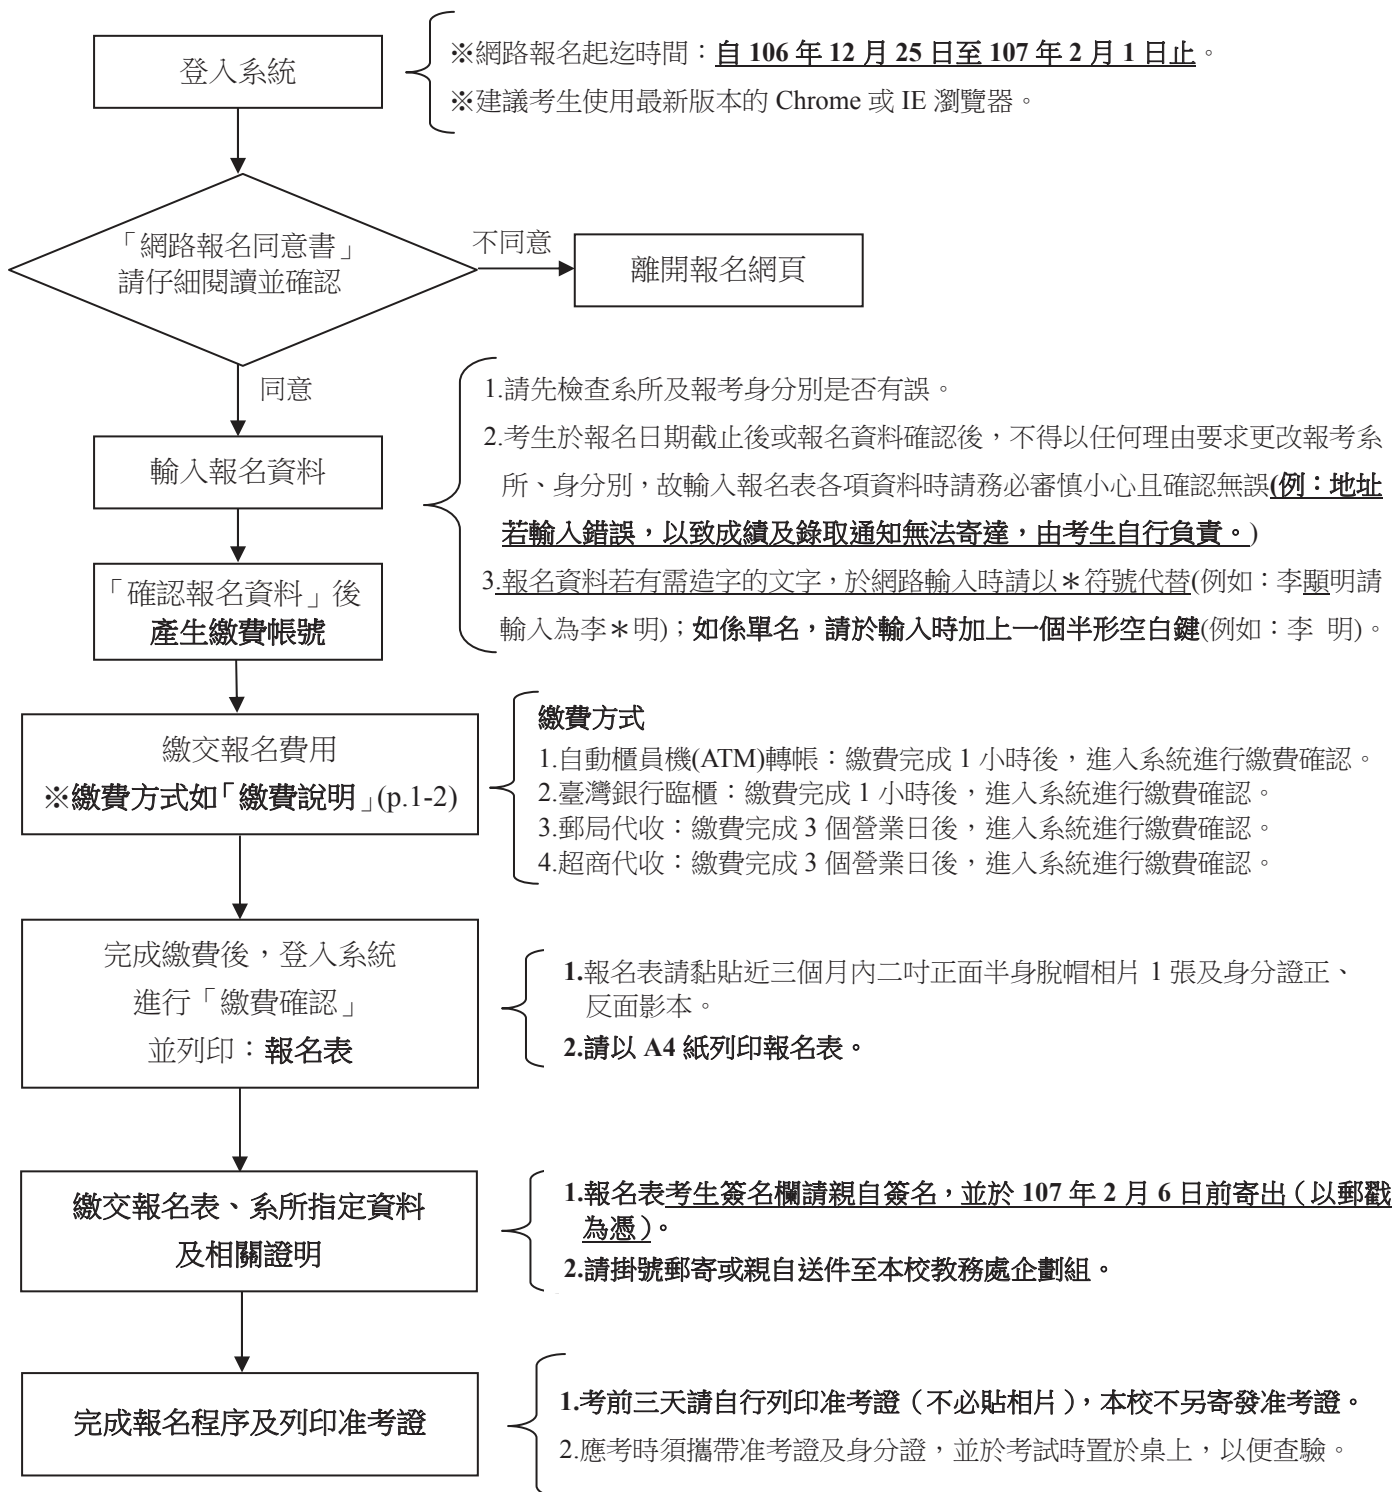 登入系統
※網路報名起迄時間：自 106 年 12 月 25 日至 107 年 2 月 1 日止。
※建議考生使用最新版本的 Chrome 或 IE 瀏覽器。
「網路報名同意書」
請仔細閱讀並確認
不同意
離開報名網頁
同意
輸入報名資料
1.請先檢查系所及報考身分別是否有誤。
2.考生於報名日期截止後或報名資料確認後，不得以任何理由要求更改報考系
所、身分別，故輸入報名表各項資料時請務必審慎小心且確認無誤(例：地址
若輸入錯誤，以致成績及錄取通知無法寄達，由考生自行負責。)
3.報名資料若有需造字的文字，於網路輸入時請以＊符號代替(例如：李顯明請
輸入為李＊明)；如係單名，請於輸入時加上一個半形空白鍵(例如：李 明)。
「確認報名資料」後
產生繳費帳號
繳交報名費用
※繳費方式如「繳費說明」(p.1-2)
繳費方式
1.自動櫃員機(ATM)轉帳：繳費完成 1 小時後，進入系統進行繳費確認。
2.臺灣銀行臨櫃：繳費完成 1 小時後，進入系統進行繳費確認。
3.郵局代收：繳費完成 3 個營業日後，進入系統進行繳費確認。
4.超商代收：繳費完成 3 個營業日後，進入系統進行繳費確認。
完成繳費後，登入系統
進行「繳費確認」
並列印：報名表
1.報名表請黏貼近三個月內二吋正面半身脫帽相片 1 張及身分證正、
反面影本。
2.請以 A4 紙列印報名表。
繳交報名表、系所指定資料
及相關證明
1.報名表考生簽名欄請親自簽名，並於 107 年 2 月 6 日前寄出（以郵戳
為憑）。
2.請掛號郵寄或親自送件至本校教務處企劃組。
完成報名程序及列印准考證
1.考前三天請自行列印准考證（不必貼相片），本校不另寄發准考證。
2.應考時須攜帶准考證及身分證，並於考試時置於桌上，以便查驗。